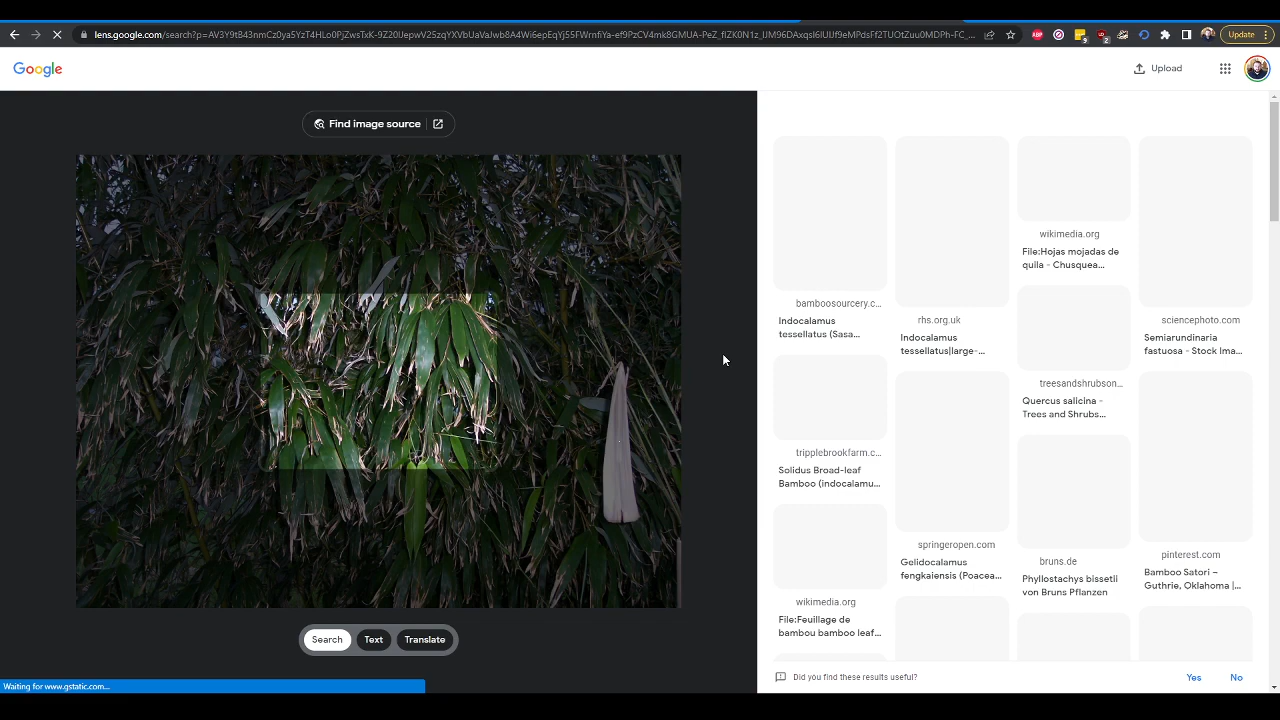 lens.google.com/search?p=AV3Y9tB43nmCz0ya5YzT4HLo0PjZwsTxK-9Z20UepwV25zqYXVbUaVaJwb8A4Wi6epEqYj55FWrnfiYa-ef9PzCV4mk8GMUA-PeZ_fIZK0N1z_UM96DAxqsl6lUUf9eMPdsFf2TUOtZuu0MDPh-FC_...
Update
Google
Upload
Find image source
bamboosourcery.c...
Indocalamus
tessellatus (Sasa...
tripplebrookfarm.c...
Solidus Broad-leaf
Bamboo (indocalamu...
wikimedia.org
File:Feuillage de
bambou bamboo leaf...
rhs.org.uk
Indocalamus
tessellatus|large-...
springeropen.com
Gelidocalamus
fengkaiensis (Poacea...
wikimedia.org
File:Hojas mojadas de
quila - Chusquea...
treesandshrubson...
Quercus salicina -
Trees and Shrubs...
bruns.de
Phyllostachys bissetii
von Bruns Pflanzen
sciencephoto.com
Semiarundinaria
fastuosa - Stock Ima...
pinterest.com
Bamboo Satori –
Guthrie, Oklahoma |...
Search
Text
Translate
Did you find these results useful?
Yes
No
Waiting for www.gstatic.com...